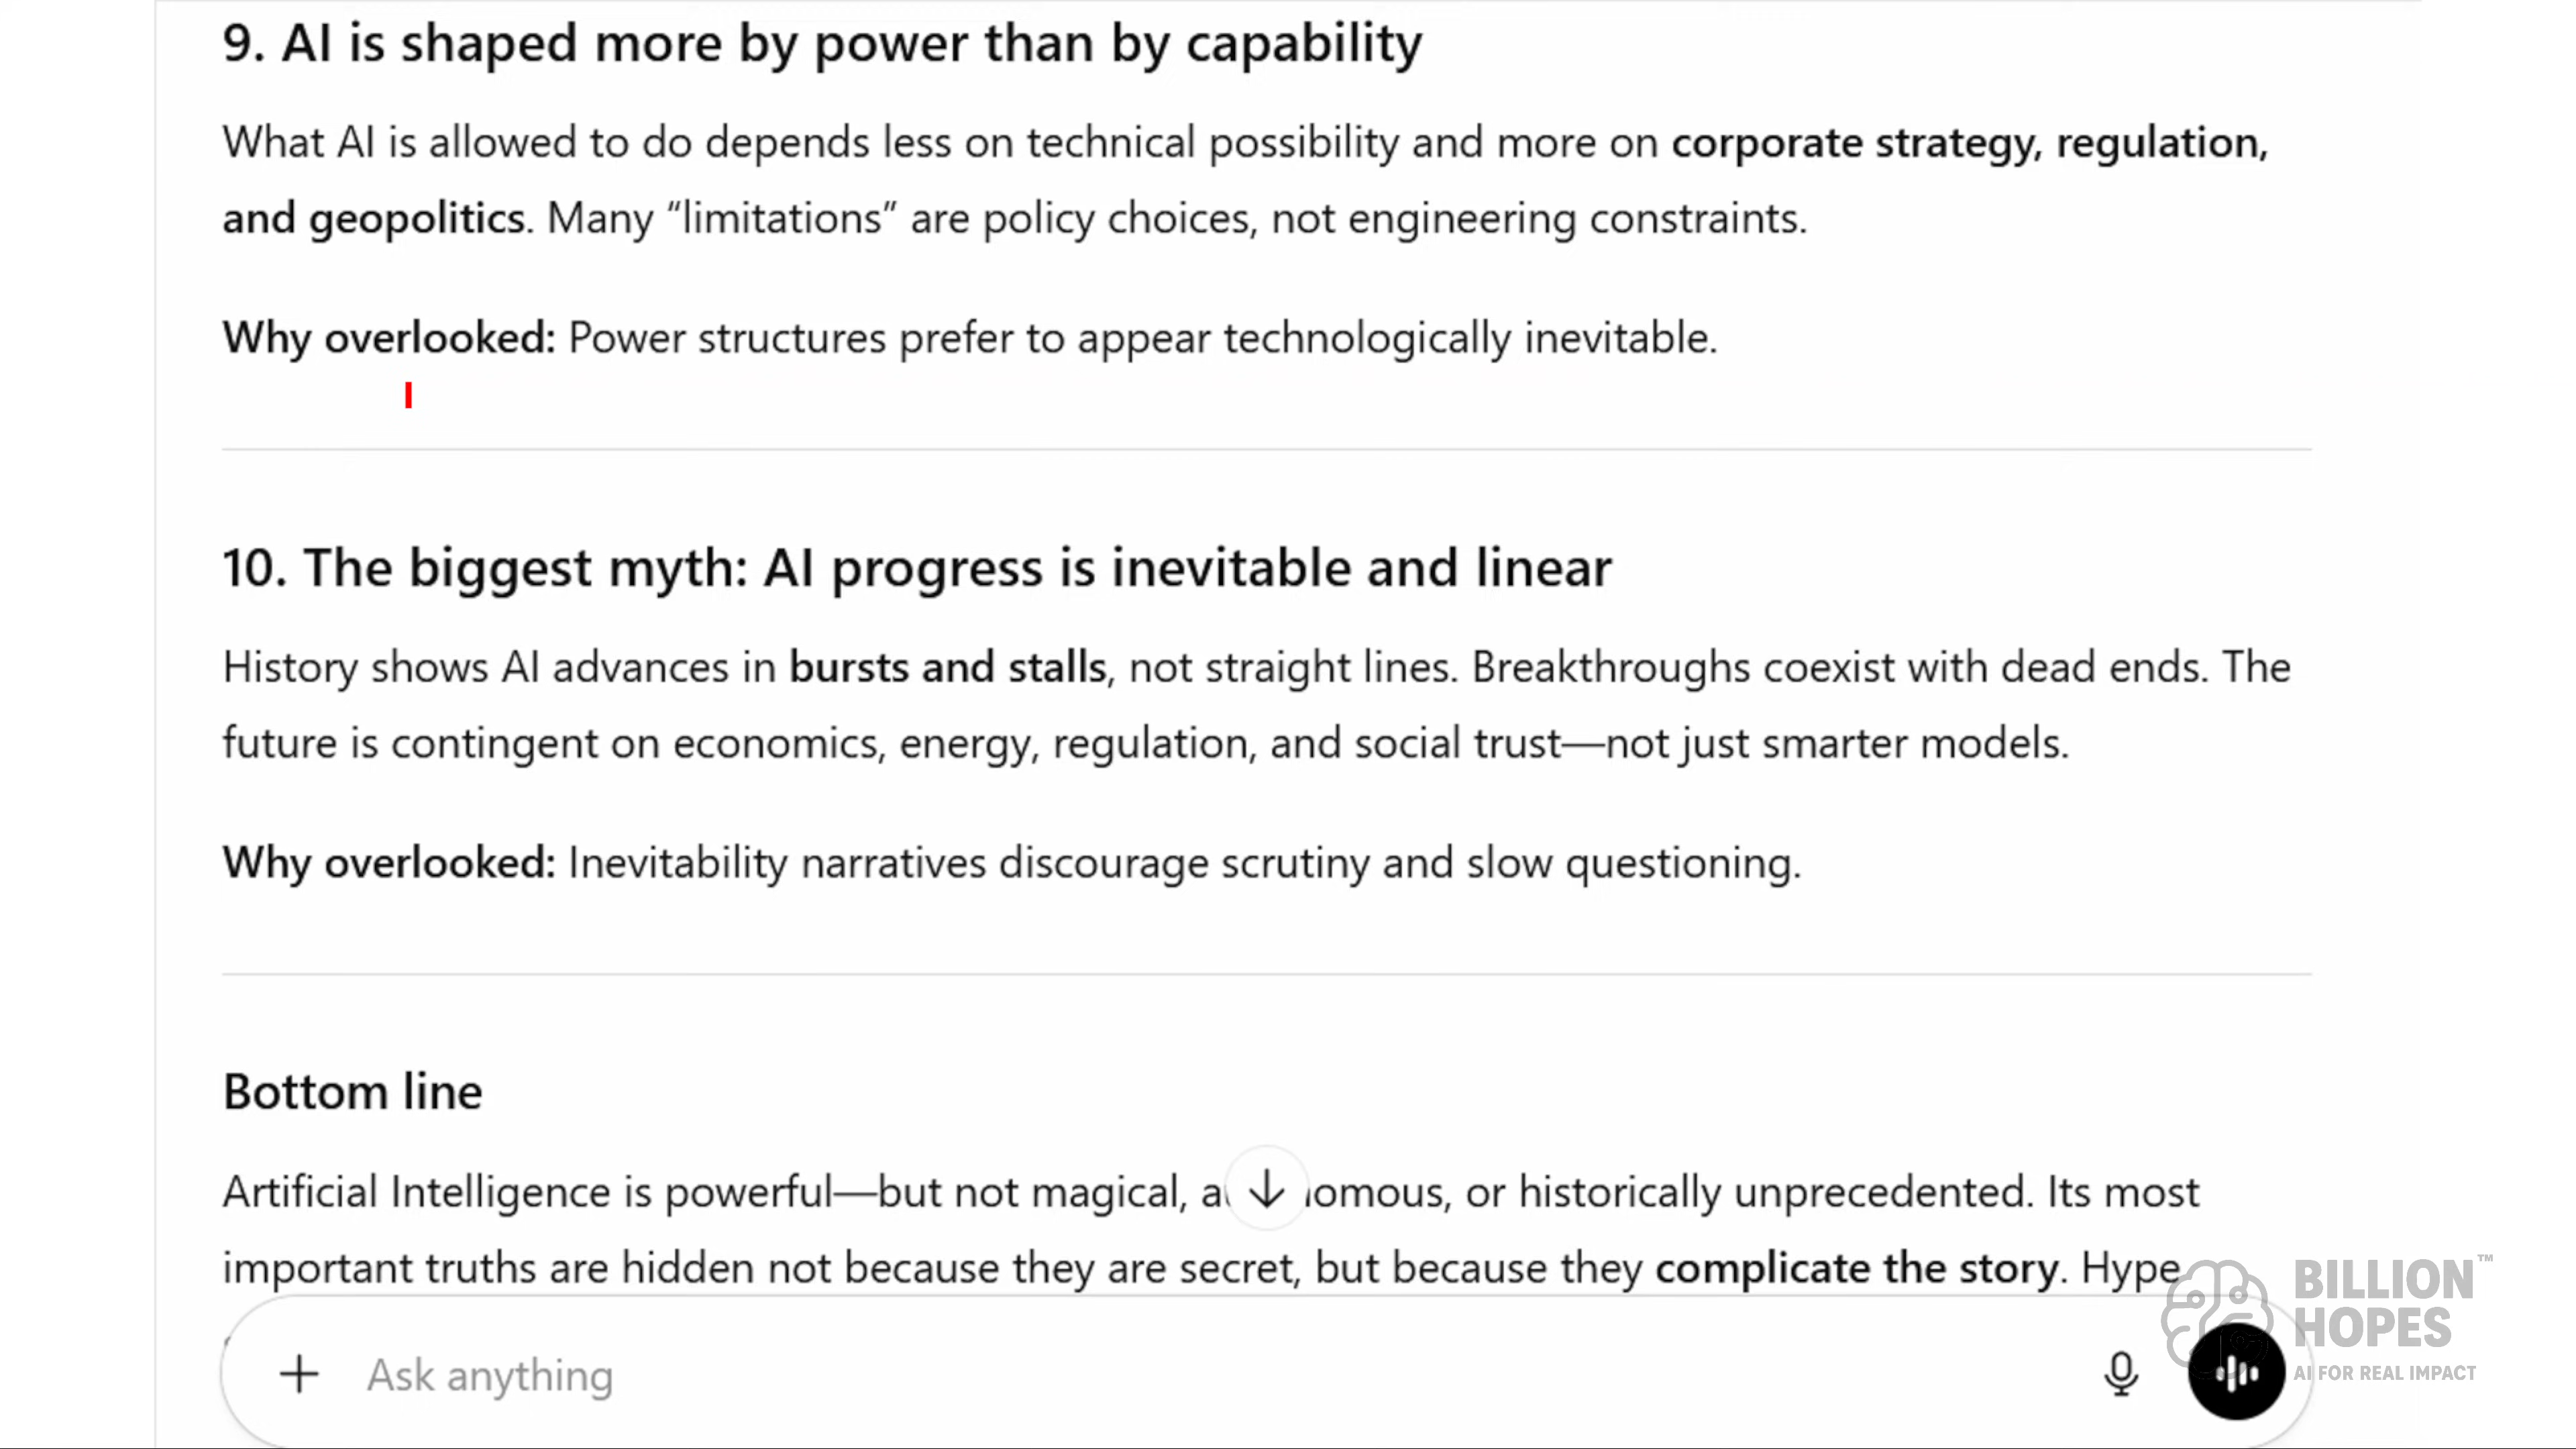 9. AI is shaped more by power than by capability
What AI is allowed to do depends less on technical possibility and more on corporate strategy, regulation,
and geopolitics. Many “limitations” are policy choices, not engineering constraints.
Why overlooked: Power structures prefer to appear technologically inevitable.
10. The biggest myth: AI progress is inevitable and linear
History shows AI advances in bursts and stalls, not straight lines. Breakthroughs coexist with dead ends. The
future is contingent on economics, energy, regulation, and social trust—not just smarter models.
Why overlooked: Inevitability narratives discourage scrutiny and slow questioning.
Bottom line
Artificial Intelligence is powerful—but not magical, or historically unprecedented. Its most
important truths are hidden not because they are secret, but because they complicate the story. Hype
Ask anything
BILLION™
HOPES
AI FOR REAL IMPACT